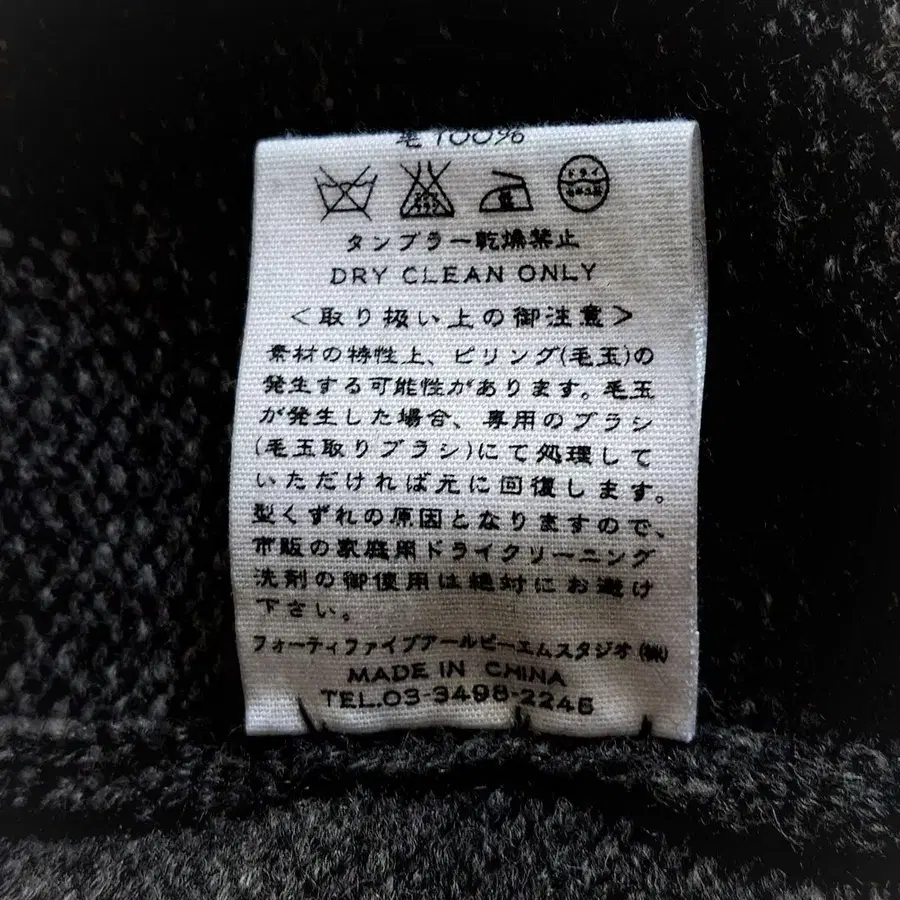 毛 100%
ドライ
タンブラー乾燥禁止
DRY CLEAN ONLY
<取り扱い上の御注意>
素材の特性上、ピリング(毛玉)の
発生する可能性があります。毛玉
が発生した場合、専用のブラシ
(毛玉取りブラシ)にて処理して
いただければ元に回復します。
型くずれの原因となりますので、
市販の家庭用ドライクリーニング
洗剤の御使用は絶対にお避け
下さい。
フォーティファイブアールピーエムスタジオ(株)
MADE IN CHINA
TEL.03-3498-2245